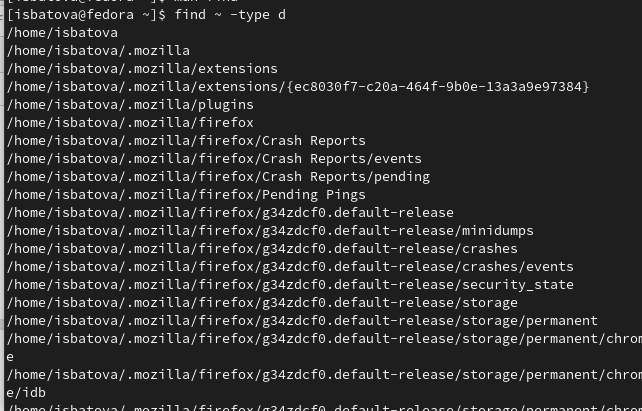 [isbatova@fedora ~]$ man find
[isbatova@fedora ~]$ find ~ -type d
/home/isbatova
/home/isbatova/.mozilla
/home/isbatova/.mozilla/extensions
/home/isbatova/.mozilla/extensions/{ec8030f7-c20a-464f-9b0e-13a3a9e97384}
/home/isbatova/.mozilla/plugins
/home/isbatova/.mozilla/firefox
/home/isbatova/.mozilla/firefox/Crash Reports
/home/isbatova/.mozilla/firefox/Crash Reports/events
/home/isbatova/.mozilla/firefox/Crash Reports/pending
/home/isbatova/.mozilla/firefox/Pending Pings
/home/isbatova/.mozilla/firefox/g34zdcf0.default-release
/home/isbatova/.mozilla/firefox/g34zdcf0.default-release/minidumps
/home/isbatova/.mozilla/firefox/g34zdcf0.default-release/crashes
/home/isbatova/.mozilla/firefox/g34zdcf0.default-release/crashes/events
/home/isbatova/.mozilla/firefox/g34zdcf0.default-release/security_state
/home/isbatova/.mozilla/firefox/g34zdcf0.default-release/storage
/home/isbatova/.mozilla/firefox/g34zdcf0.default-release/storage/permanent
/home/isbatova/.mozilla/firefox/g34zdcf0.default-release/storage/permanent/chrom
e
/home/isbatova/.mozilla/firefox/g34zdcf0.default-release/storage/permanent/chrom
e/idb
/home/isbatova/.mozilla/firefox/g34zdcf0.default-release/storage/permanent/chrom